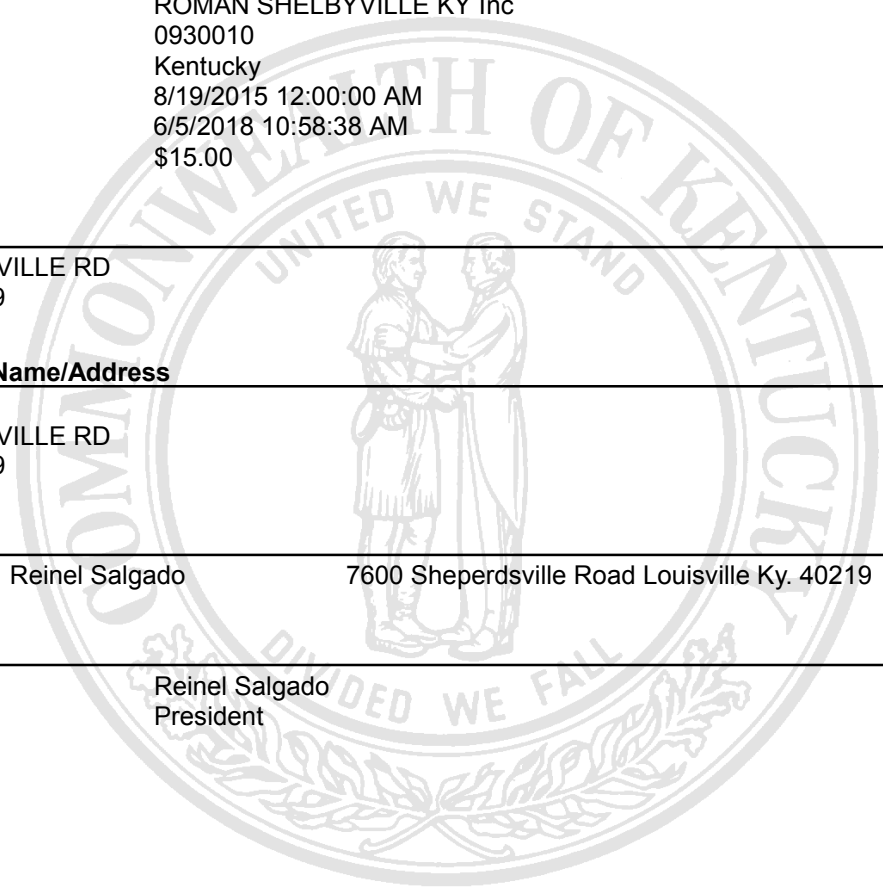 ROMAN SHELBYVILLE KY Inc
0930010
Kentucky
8/19/2015 12:00:00 AM
6/5/2018 10:58:38 AM
$15.00
COMMONWEALTH OF KENTUCKY
UNITED WE STAND
VILLE RD
9
Name/Address
VILLE RD
9
Reinel Salgado 7600 Sheperdsville Road Louisville Ky. 40219
DIVIDED WE FALL
Reinel Salgado
President